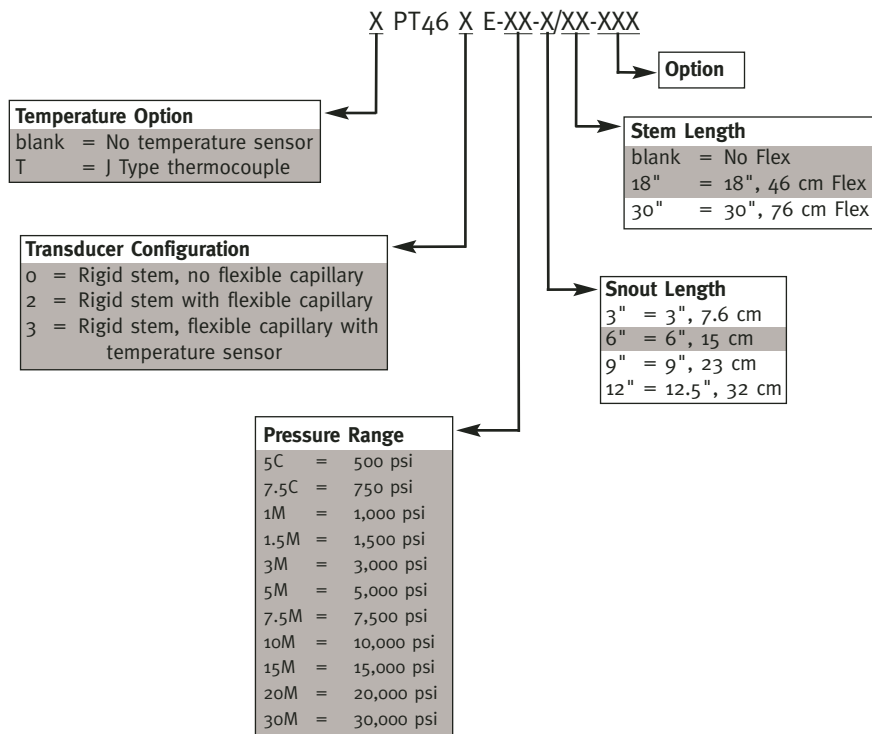 X PT46 X E-XX-X/XX-XXX
Option
Temperature Option
blank = No temperature sensor
T = J Type thermocouple
Stem Length
blank = No Flex
18" = 18", 46 cm Flex
30" = 30", 76 cm Flex
Transducer Configuration
0 = Rigid stem, no flexible capillary
2 = Rigid stem with flexible capillary
3 = Rigid stem, flexible capillary with
temperature sensor
Snout Length
3" = 3", 7.6 cm
6" = 6", 15 cm
9" = 9", 23 cm
12" = 12.5", 32 cm
Pressure Range
5C = 500 psi
7.5C = 750 psi
1M = 1,000 psi
1.5M = 1,500 psi
3M = 3,000 psi
5M = 5,000 psi
7.5M = 7,500 psi
10M = 10,000 psi
15M = 15,000 psi
20M = 20,000 psi
30M = 30,000 psi